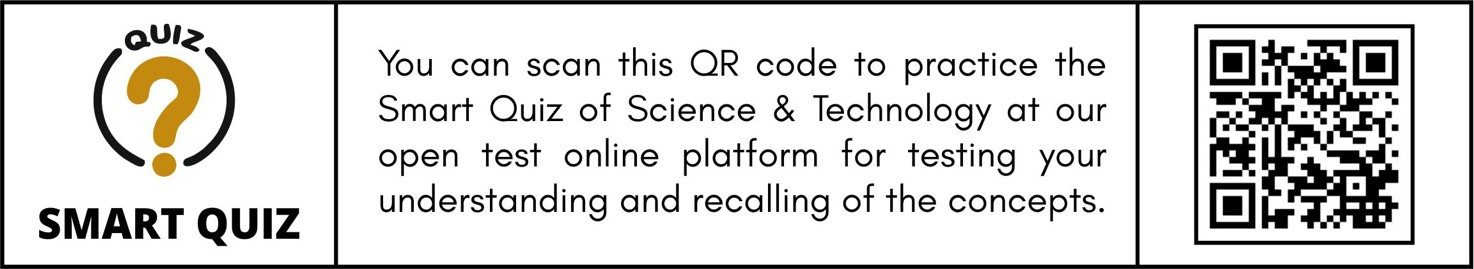 QUIZ
SMART QUIZ
You can scan this QR code to practice the
Smart Quiz of Science & Technology at our
open test online platform for testing your
understanding and recalling of the concepts.